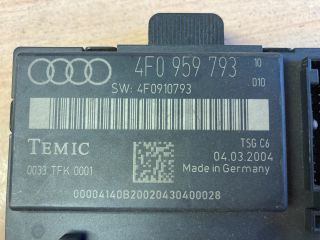 4F0 959 793 10
SW: 4F0910793 D10
TEMIC TSG C6
04.03.2004
0033 TFK 0001 Made in Germany
00004140B20020430400028